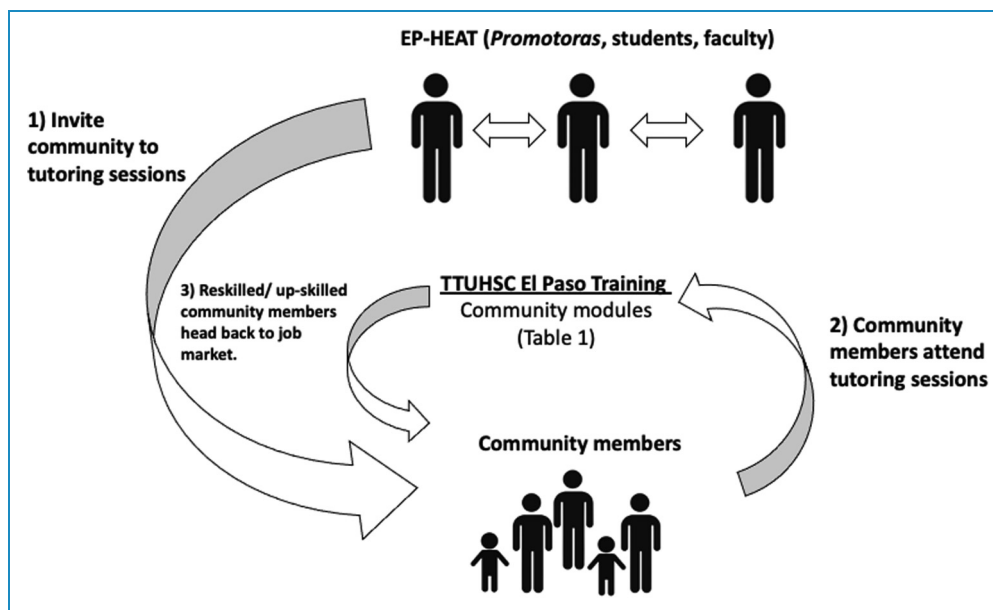 EP-HEAT (Promotoras, students, faculty)
1) Invite
community to
tutoring sessions
3) Reskilled/ up-skilled
community members
head back to job
market.
TTUHSC El Paso Training
Community modules
(Table 1)
2) Community
members attend
tutoring sessions
Community members